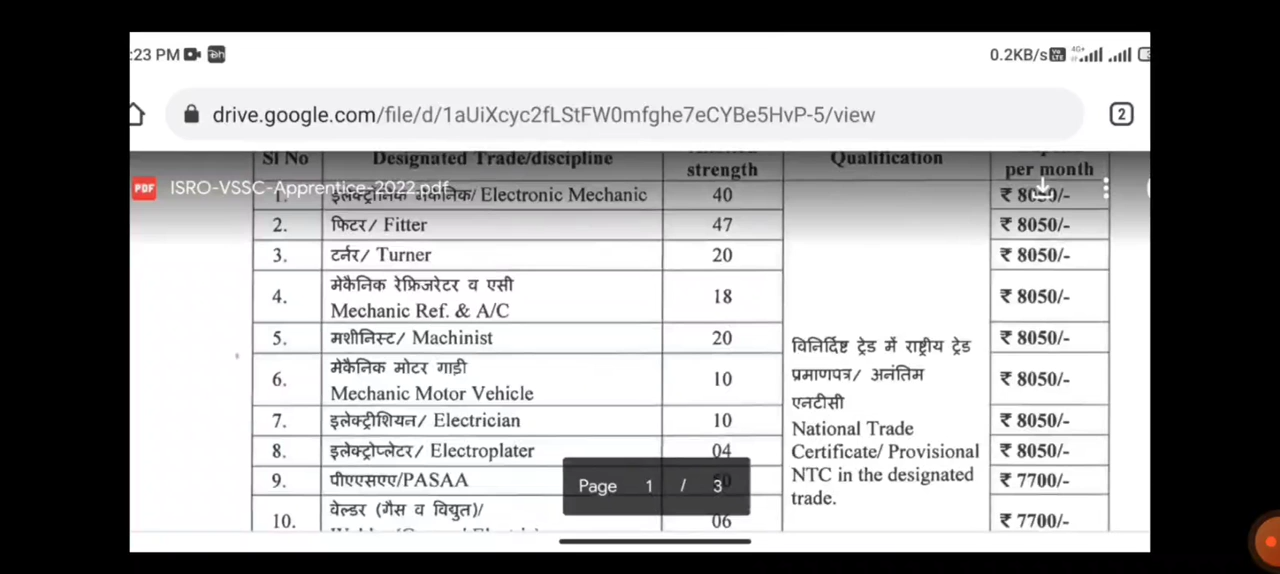 :23 PM
0.2KB/s 4G+
drive.google.com/file/d/1aUiXcyc2fLStFW0mfghe7eCYBe5HvP-5/view 2
Sl No Designated Trade/discipline strength Qualification per month
PDF ISRO-VSSC-Apprentice-2022.pdf
1. इलेक्ट्रॉनिक मैकेनिक/ Electronic Mechanic 40
2. फिटर/ Fitter 47 ₹ 8050/-
3. टर्नर/ Turner 20 ₹ 8050/-
4. मेकैनिक रेफ्रिजरेटर व एसी
Mechanic Ref. & A/C 18 ₹ 8050/-
5. मशीनिस्ट/ Machinist 20 ₹ 8050/-
6. मेकैनिक मोटर गाड़ी
Mechanic Motor Vehicle 10 ₹ 8050/-
7. इलेक्ट्रीशियन/ Electrician 10 ₹ 8050/-
8. इलेक्ट्रोप्लेटर/ Electroplater 04 ₹ 8050/-
9. पीएएसएए/PASAA ₹ 7700/-
10. वेल्डर (गैस व विद्युत)/ 06 ₹ 7700/-
विनिर्दिष्ट ट्रेड में राष्ट्रीय ट्रेड
प्रमाणपत्र/ अनंतिम
एनटीसी
National Trade
Certificate/ Provisional
NTC in the designated
trade.
Page 1 / 3